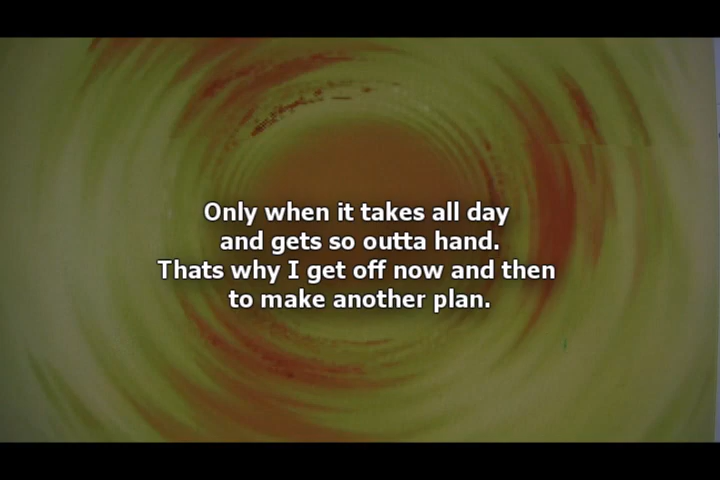 Only when it takes all day
and gets so outta hand.
Thats why I get off now and then
to make another plan.